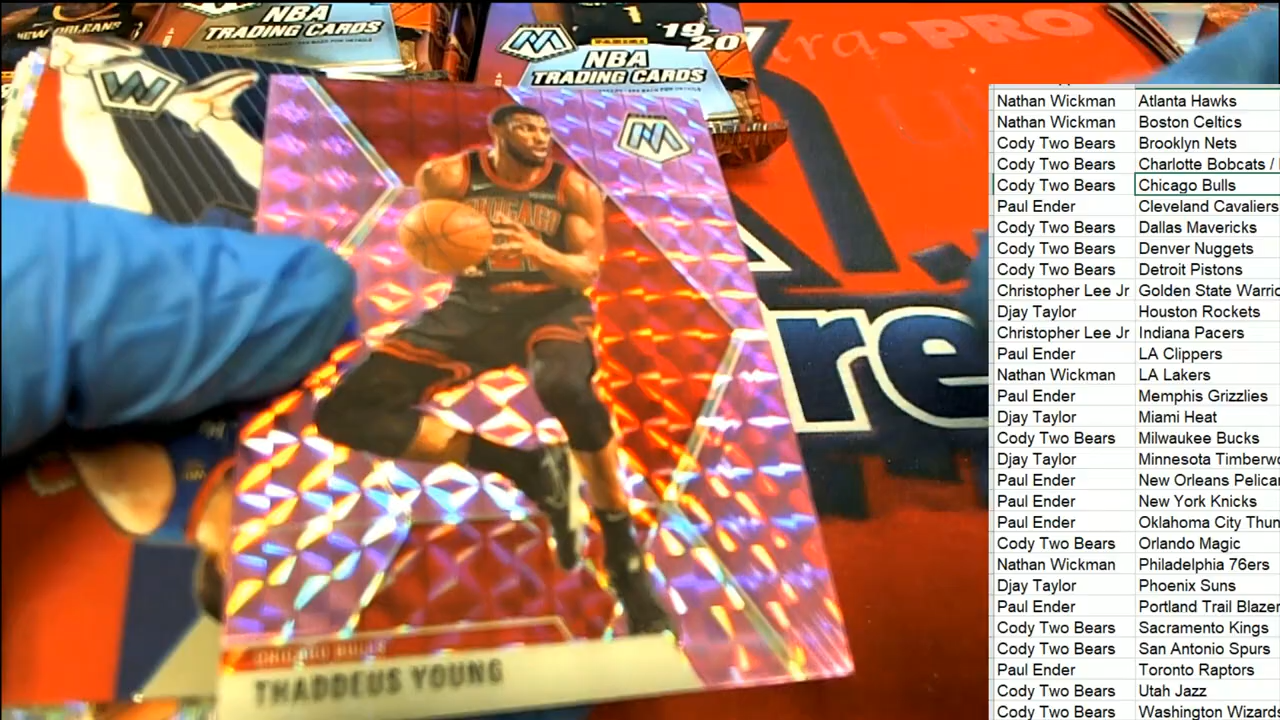 NEW ORLEANS
NBA
TRADING CARDS
PANINI
19-20
NBA
TRADING CARDS
PRO
re
CHICAGO
CHICAGO BULLS
THADDEUS YOUNG
Nathan Wickman Atlanta Hawks
Nathan Wickman Boston Celtics
Cody Two Bears Brooklyn Nets
Cody Two Bears Charlotte Bobcats /
Cody Two Bears Chicago Bulls
Paul Ender Cleveland Cavaliers
Cody Two Bears Dallas Mavericks
Cody Two Bears Denver Nuggets
Cody Two Bears Detroit Pistons
Christopher Lee Jr Golden State Warric
Djay Taylor Houston Rockets
Christopher Lee Jr Indiana Pacers
Paul Ender LA Clippers
Nathan Wickman LA Lakers
Paul Ender Memphis Grizzlies
Djay Taylor Miami Heat
Cody Two Bears Milwaukee Bucks
Djay Taylor Minnesota Timberwo
Paul Ender New Orleans Pelican
Paul Ender New York Knicks
Paul Ender Oklahoma City Thun
Cody Two Bears Orlando Magic
Nathan Wickman Philadelphia 76ers
Djay Taylor Phoenix Suns
Paul Ender Portland Trail Blazer
Cody Two Bears Sacramento Kings
Cody Two Bears San Antonio Spurs
Paul Ender Toronto Raptors
Cody Two Bears Utah Jazz
Cody Two Bears Washington Wizards